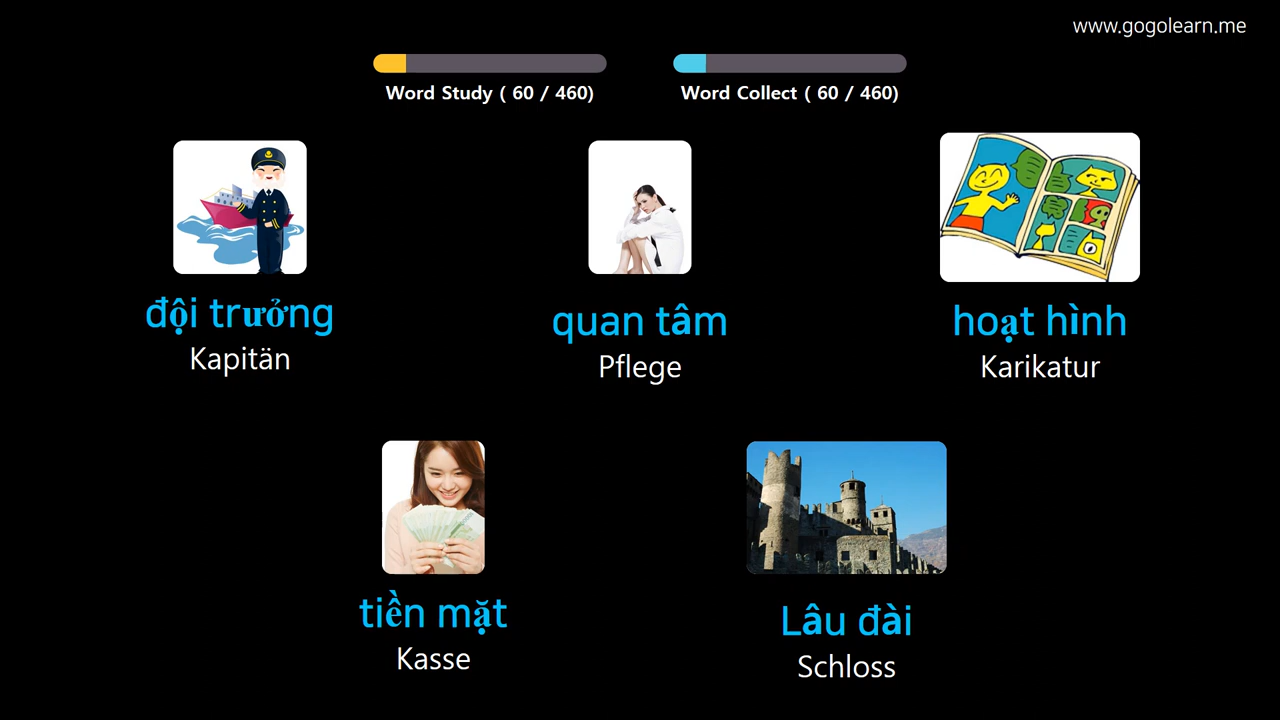 www.gogolearn.me
Word Study ( 60 / 460)
Word Collect ( 60 / 460)
đội trưởng
Kapitän
quan tâm
Pflege
hoạt hình
Karikatur
tiền mặt
Kasse
Lâu đài
Schloss